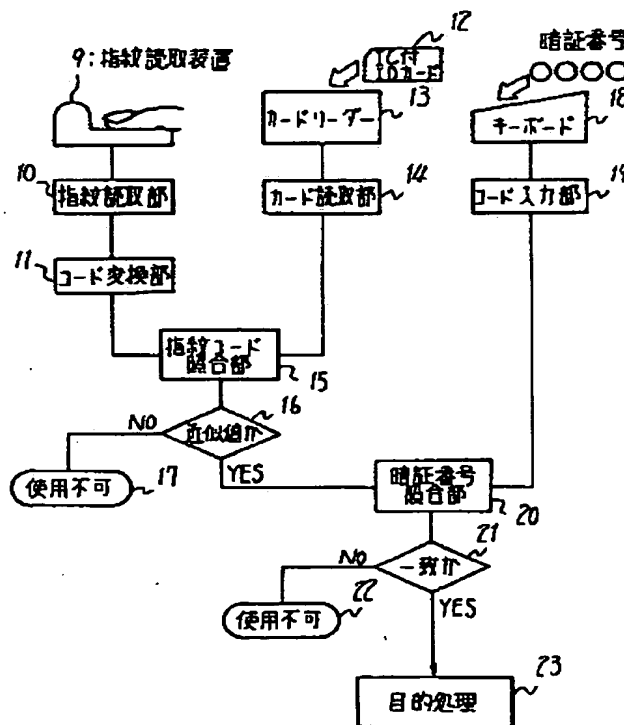 9:指紋読取装置
12
IC付
IDカード
暗証番号
○○○○
カードリーダー
13
キーボード
18
10
指紋読取部
カード読取部
14
コード入力部
19
11
コード変換部
指紋コード
照合部
15
近似値か
16
NO
YES
使用不可
17
暗証番号
照合部
20
一致か
21
NO
YES
使用不可
22
目的処理
23